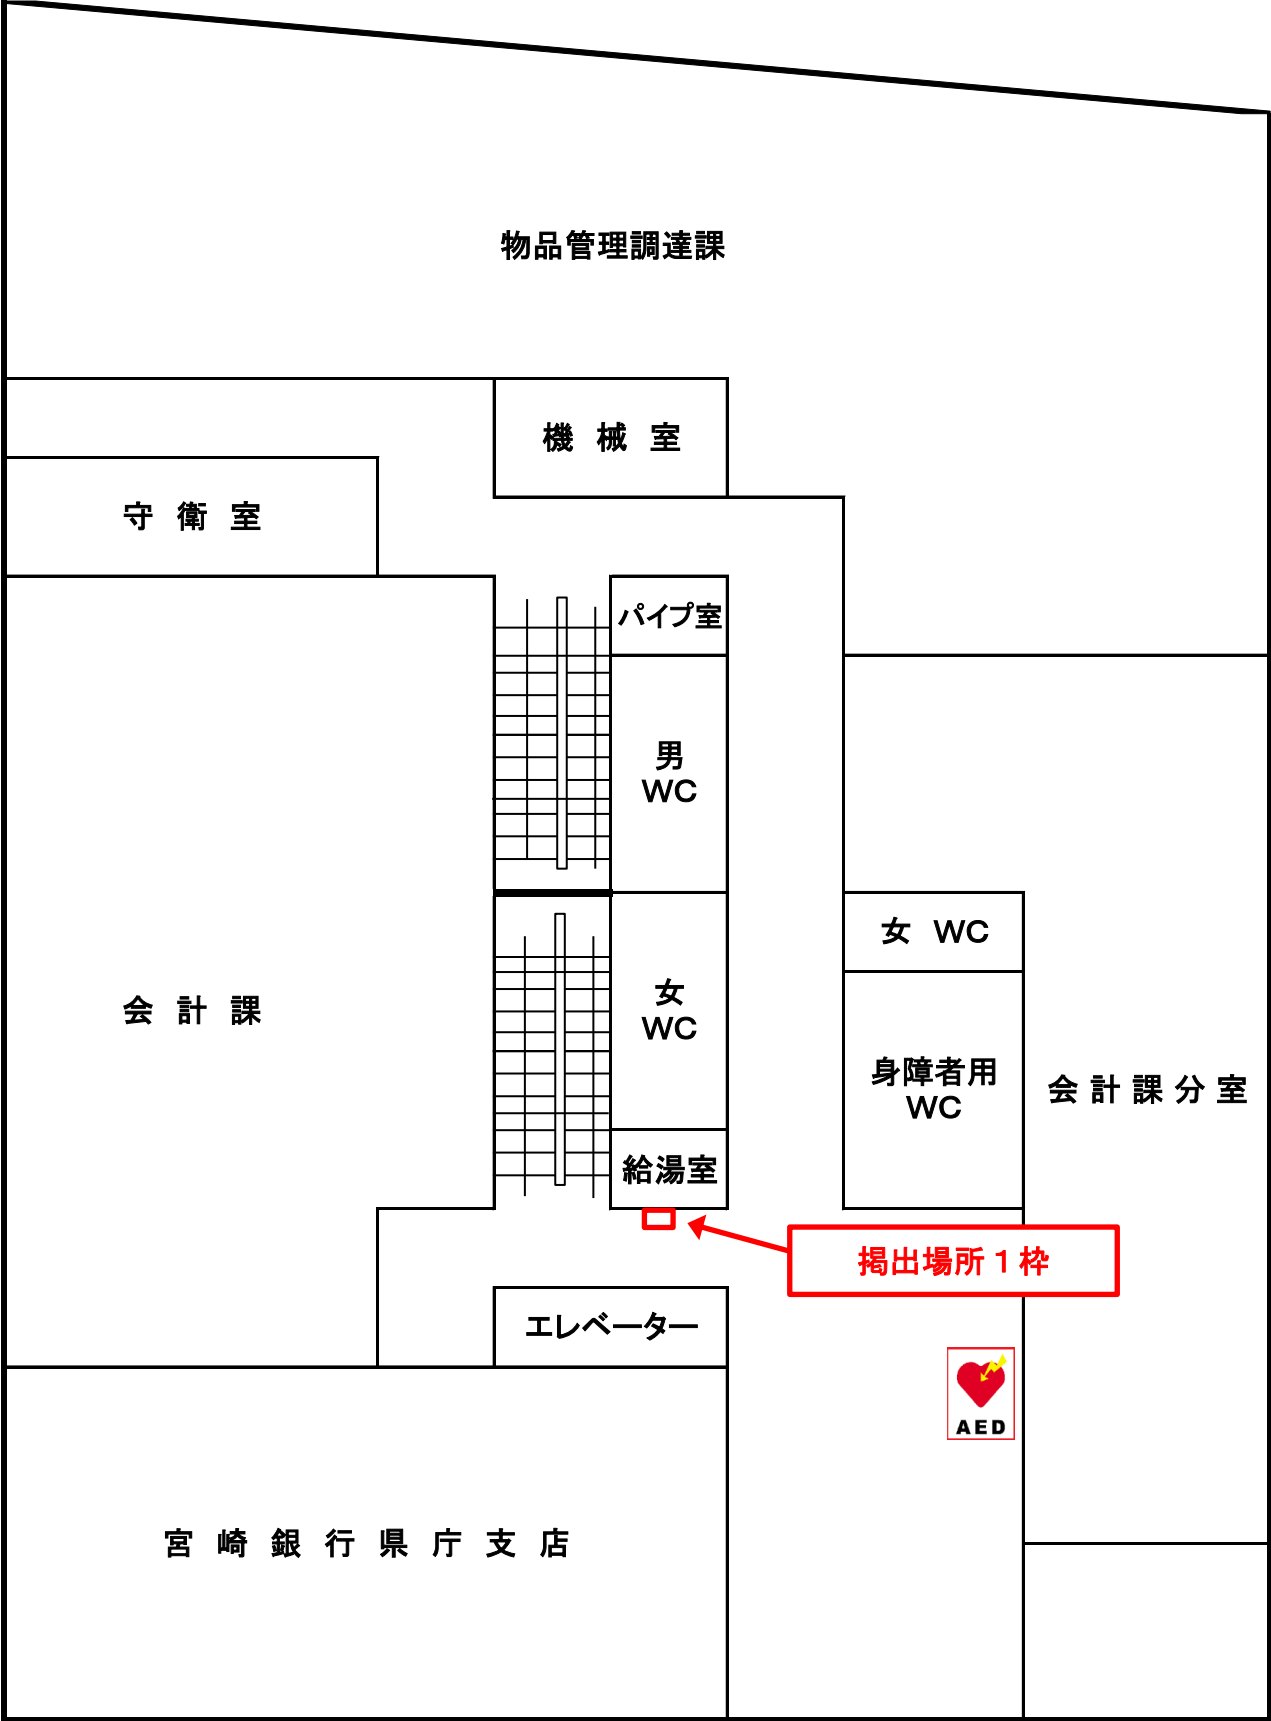 物品管理調達課
機械室
守衛室
パイプ室
男
WC
女 WC
女
WC
会計課
身障者用
WC
会計課分室
給湯室
掲出場所１枠
エレベーター
AED
宮崎銀行県庁支店